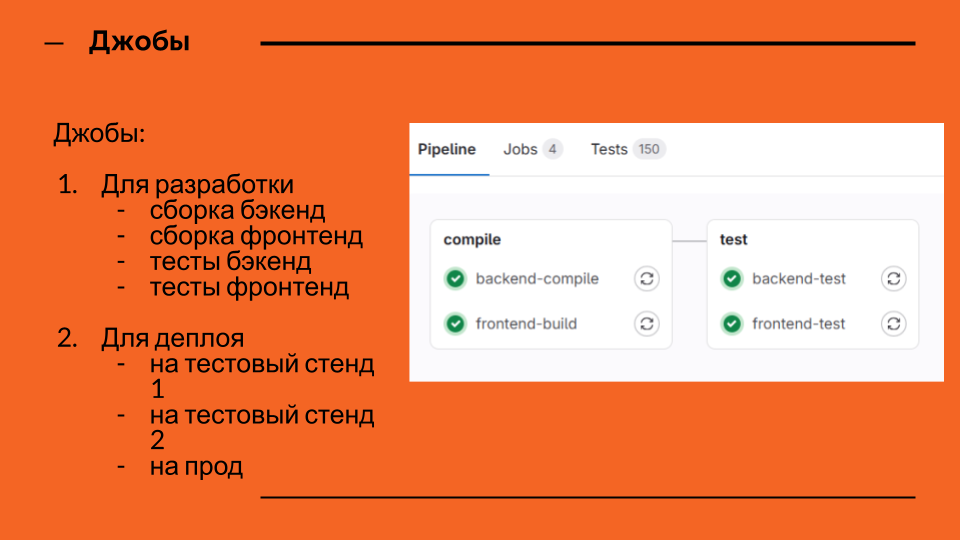 — Джобы
Джобы:
1. Для разработки
- сборка бэкенд
- сборка фронтенд
- тесты бэкенд
- тесты фронтенд
2. Для деплоя
- на тестовый стенд
1
- на тестовый стенд
2
- на прод
Pipeline Jobs 4 Tests 150
compile
backend-compile
frontend-build
test
backend-test
frontend-test